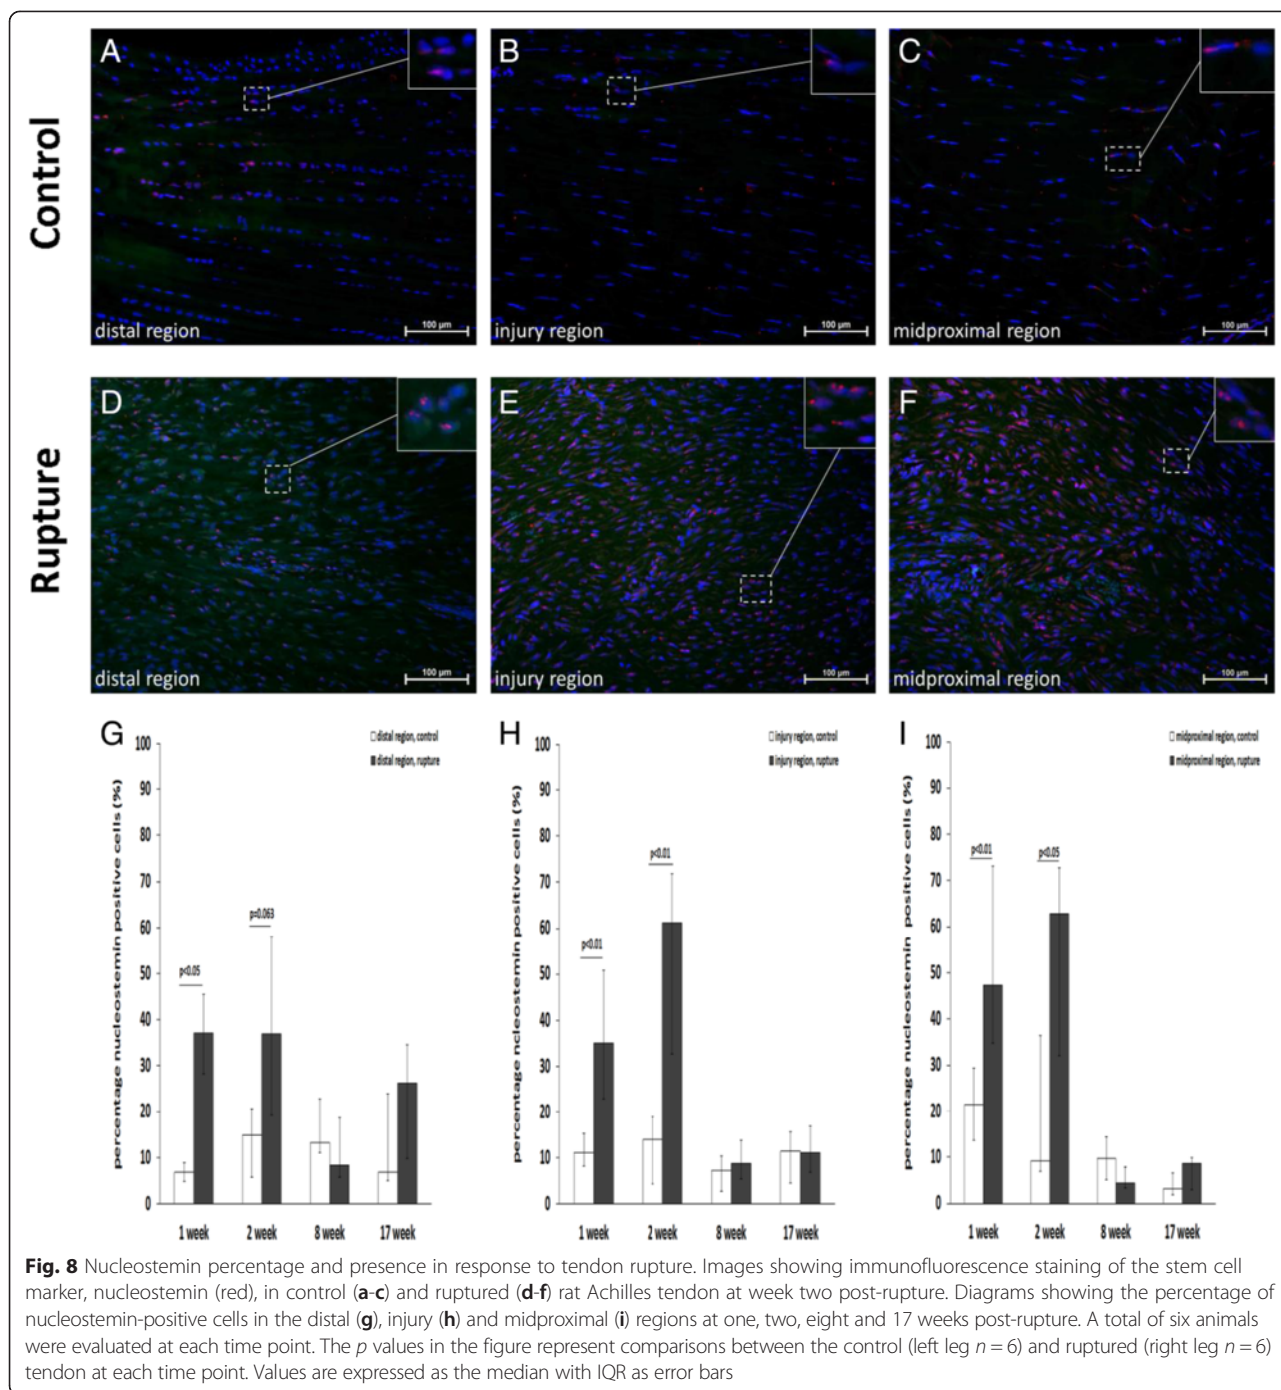 Control
A
distal region
100 µm
B
injury region
100 µm
C
midproximal region
100 µm
Rupture
D
distal region
100 µm
E
injury region
100 µm
F
midproximal region
100 µm
G
distal region, control
distal region, rupture
percentage nucleostemin positive cells (%)
100
90
80
70
60
50
40
30
20
10
0
p<0.05
p=0.063
1 week
2 week
8 week
17 week
H
injury region, control
injury region, rupture
percentage ncleostemin positive cells (%)
100
90
80
70
60
50
40
30
20
10
0
p<0.01
p<0.01
1 week
2 week
8 week
17 week
I
midproximal region, control
midproximal region, rupture
percentage nucleostemin positive cells (%)
100
90
80
70
60
50
40
30
20
10
0
p<0.01
p<0.05
1 week
2 week
8 week
17 week
Fig. 8 Nucleostemin percentage and presence in response to tendon rupture. Images showing immunofluorescence staining of the stem cell
marker, nucleostemin (red), in control (a-c) and ruptured (d-f) rat Achilles tendon at week two post-rupture. Diagrams showing the percentage of
nucleostemin-positive cells in the distal (g), injury (h) and midproximal (i) regions at one, two, eight and 17 weeks post-rupture. A total of six animals
were evaluated at each time point. The p values in the figure represent comparisons between the control (left leg n = 6) and ruptured (right leg n = 6)
tendon at each time point. Values are expressed as the median with IQR as error bars